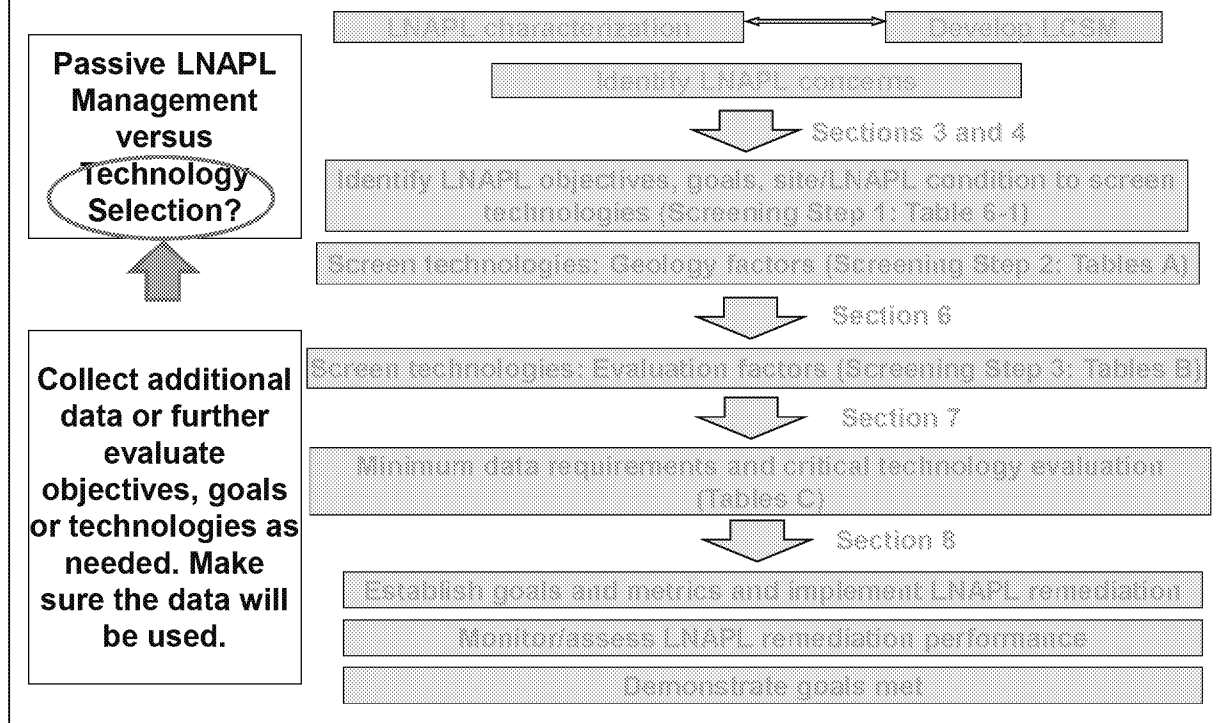 LNAPL characterization
Develop LCSM
Passive LNAPL
Management
versus
Technology
Selection?
Identify LNAPL concerns
Sections 3 and 4
Identify LNAPL objectives, goals, site/LNAPL condition to screen
technologies (Screening Step 1: Table 6-1)
Screen technologies: Geology factors (Screening Step 2: Tables A)
Section 6
Collect additional
data or further
evaluate
objectives, goals
or technologies as
needed. Make
sure the data will
be used.
Screen technologies: Evaluation factors (Screening Step 3: Tables B)
Section 7
Minimum data requirements and critical technology evaluation
(Tables C)
Section 8
Establish goals and metrics and implement LNAPL remediation
Monitor/assess LNAPL remediation performance
Demonstrate goals met